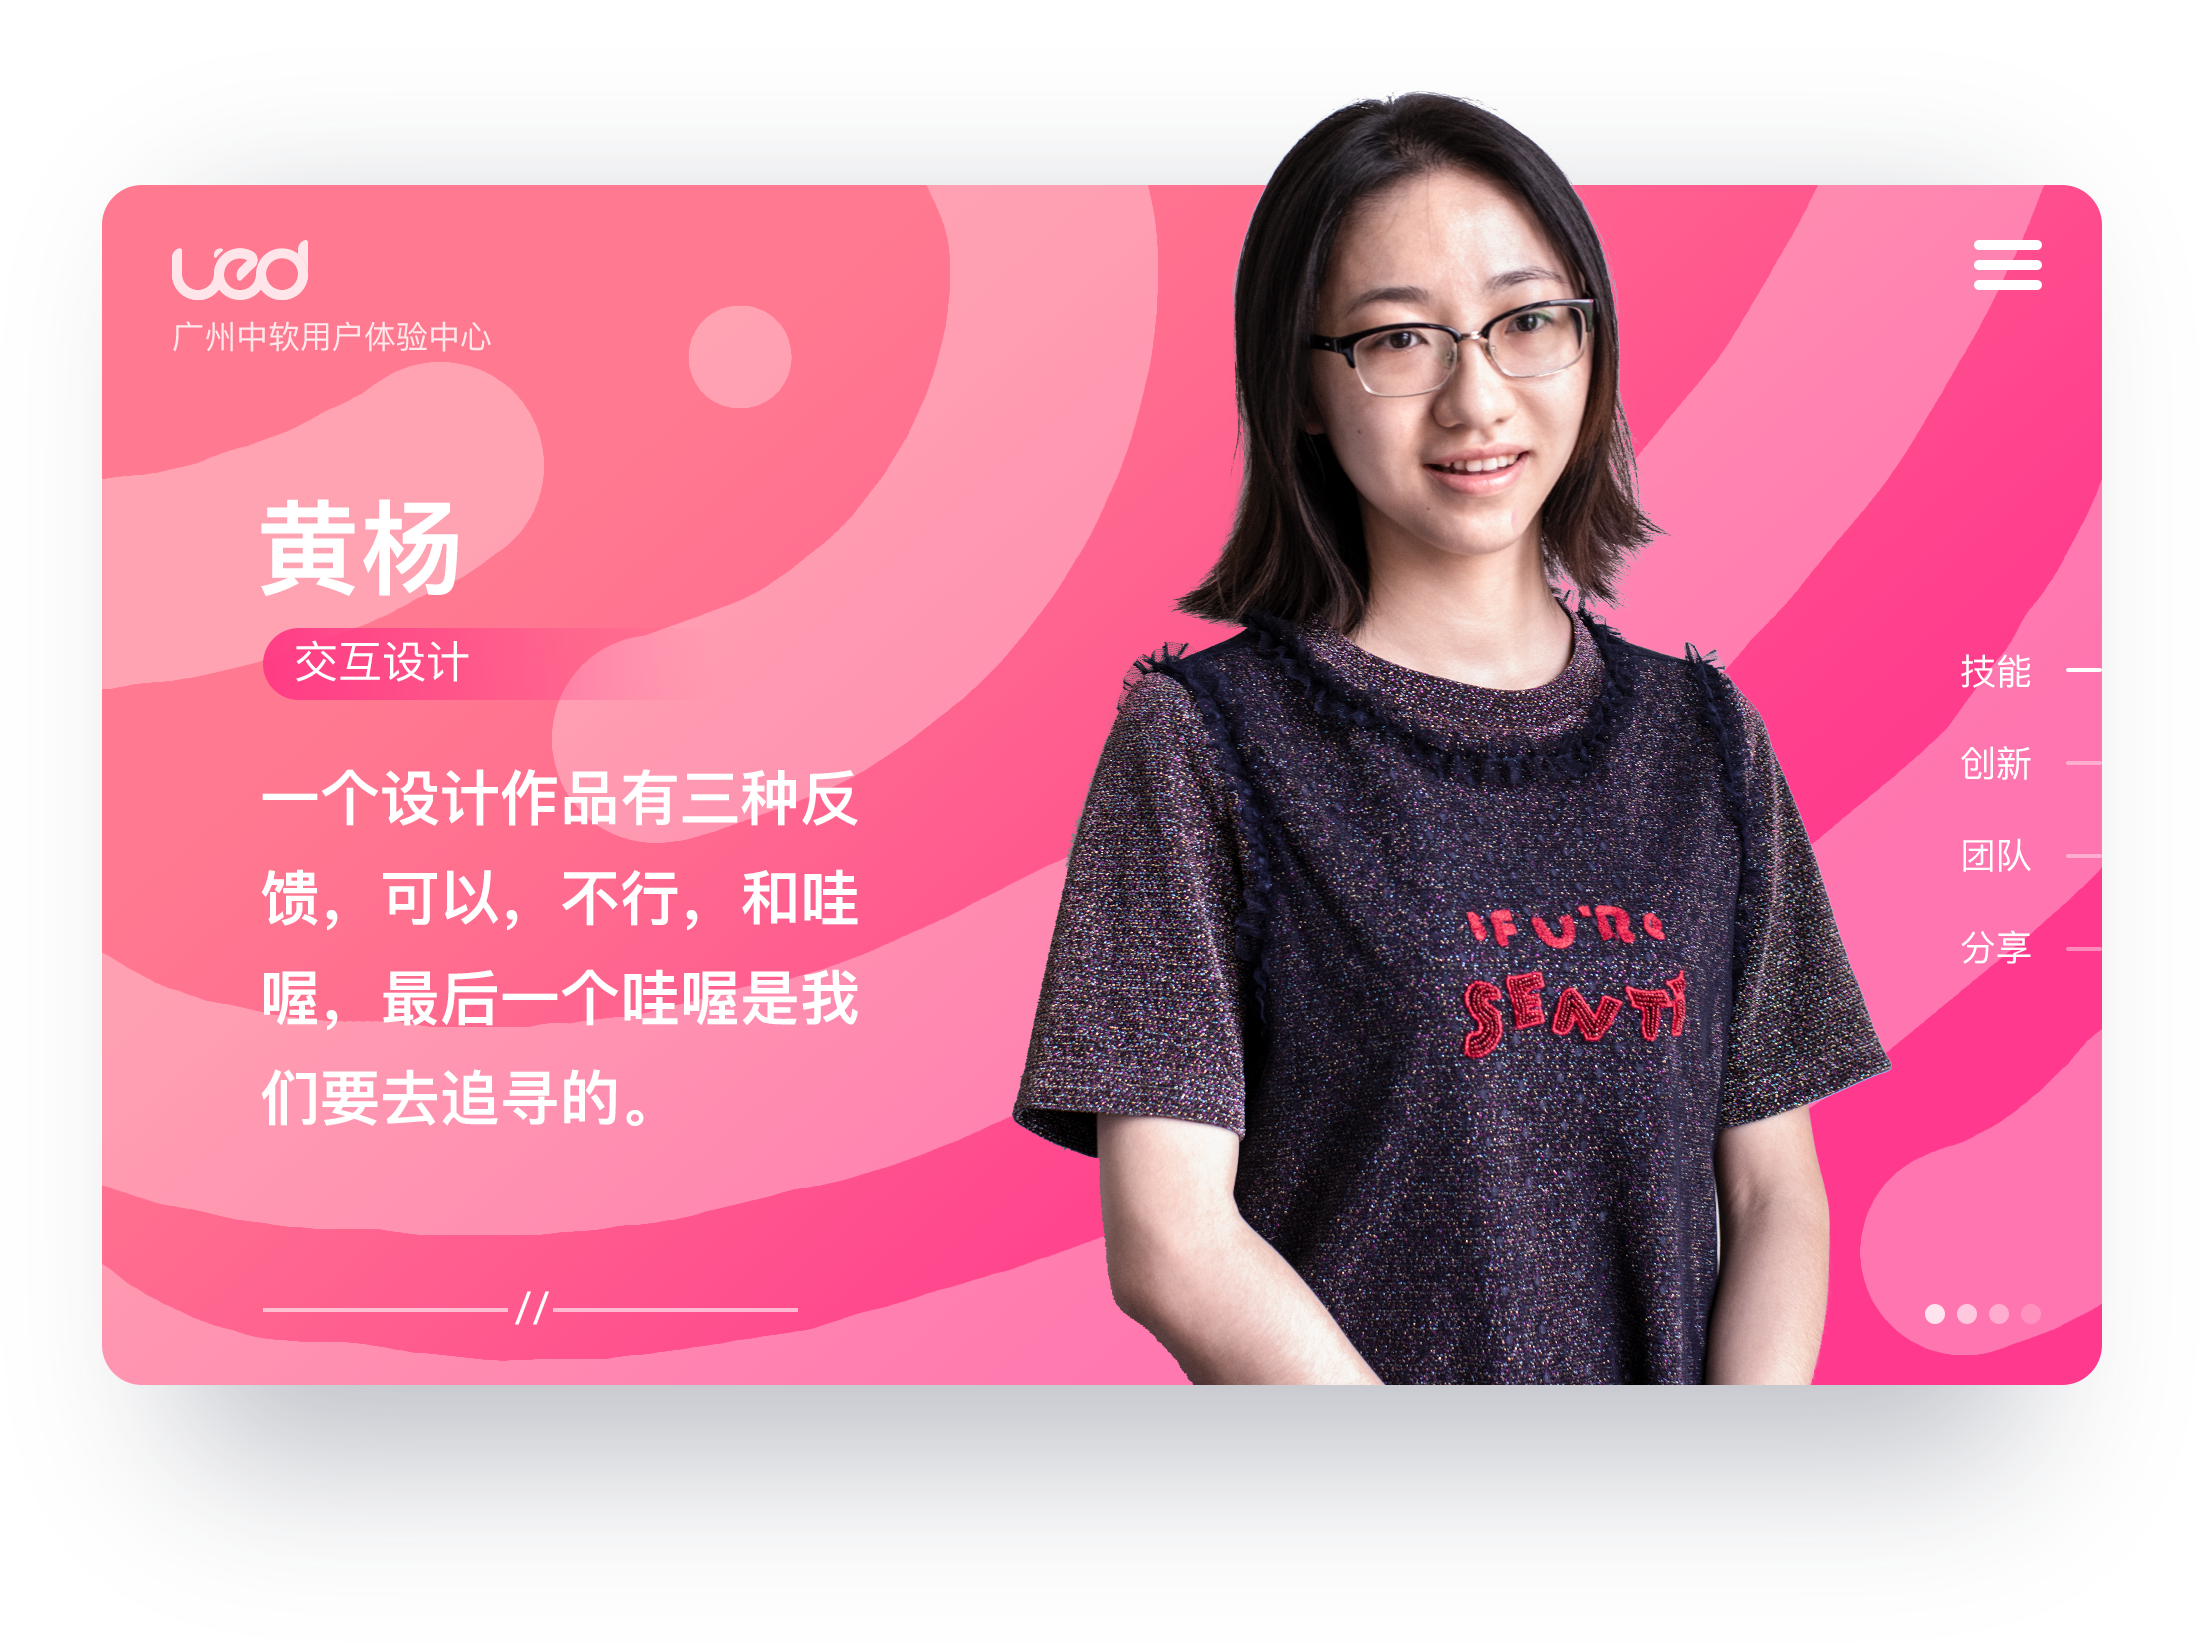 ued
广州中软用户体验中心
黄杨
交互设计
一个设计作品有三种反
馈，可以，不行，和哇
喔，最后一个哇喔是我
们要去追寻的。
//
技能
创新
团队
分享
IF U'R
SENTI